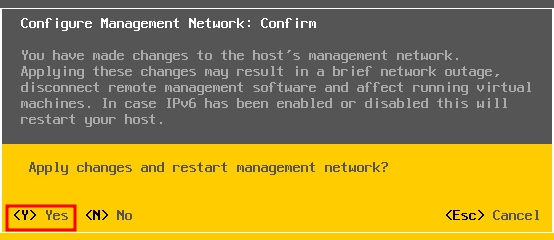 Configure Management Network: Confirm
You have made changes to the host's management network.
Applying these changes may result in a brief network outage,
disconnect remote management software and affect running virtual
machines. In case IPv6 has been enabled or disabled this will
restart your host.
Apply changes and restart management network?
<Y> Yes <N> No <Esc> Cancel